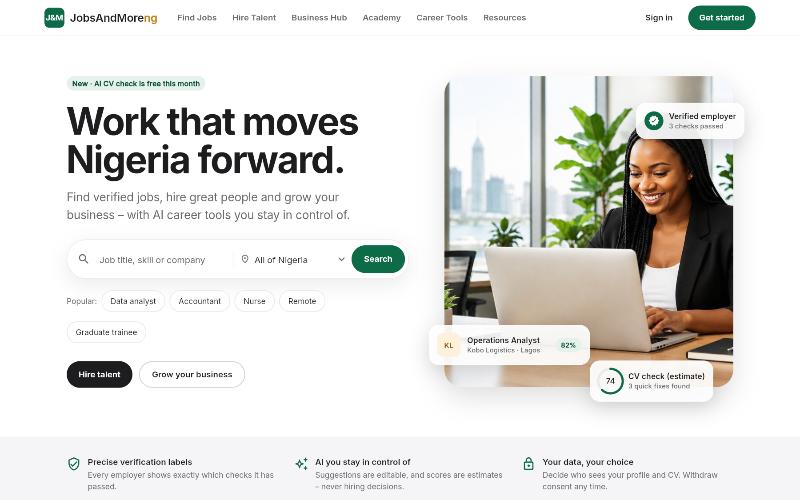 J&M JobsAndMoreng Find Jobs Hire Talent Business Hub Academy Career Tools Resources Sign in Get started
New · AI CV check is free this month
Work that moves
Nigeria forward.
Find verified jobs, hire great people and grow your
business – with AI career tools you stay in control of.
Job title, skill or company All of Nigeria Search
Popular: Data analyst Accountant Nurse Remote
Graduate trainee
Hire talent Grow your business
Verified employer
3 checks passed
KL Operations Analyst 82%
Kobo Logistics · Lagos
74 CV check (estimate)
3 quick fixes found
Precise verification labels
Every employer shows exactly which checks it has
passed.
AI you stay in control of
Suggestions are editable, and scores are estimates
– never hiring decisions.
Your data, your choice
Decide who sees your profile and CV. Withdraw
consent any time.